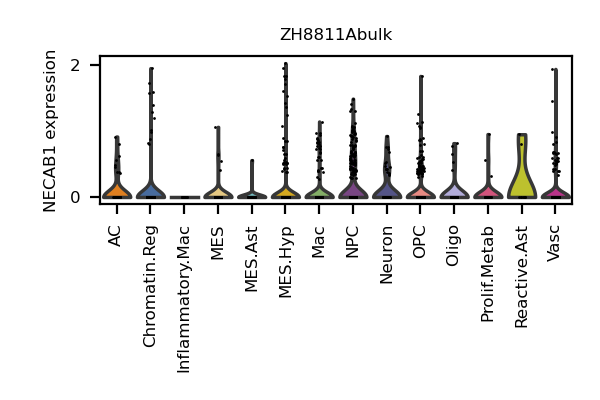 ZH8811Abulk
NECAB1 expression
2
0
AC
Chromatin.Reg
Inflammatory.Mac
MES
MES.Ast
MES.Hyp
Mac
NPC
Neuron
OPC
Oligo
Prolif.Metab
Reactive.Ast
Vasc